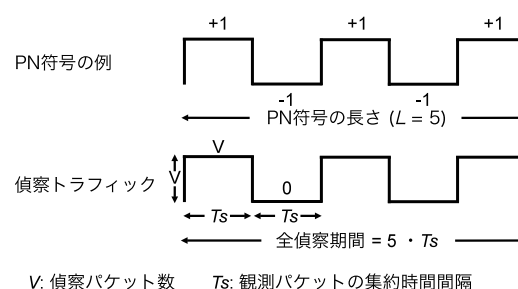 +1 +1 +1
PN符号の例
-1 -1
PN符号の長さ (L = 5)
V
偵察トラフィック V 0
Ts Ts
全偵察期間 = 5 ・ Ts
V: 偵察パケット数 Ts: 観測パケットの集約時間間隔